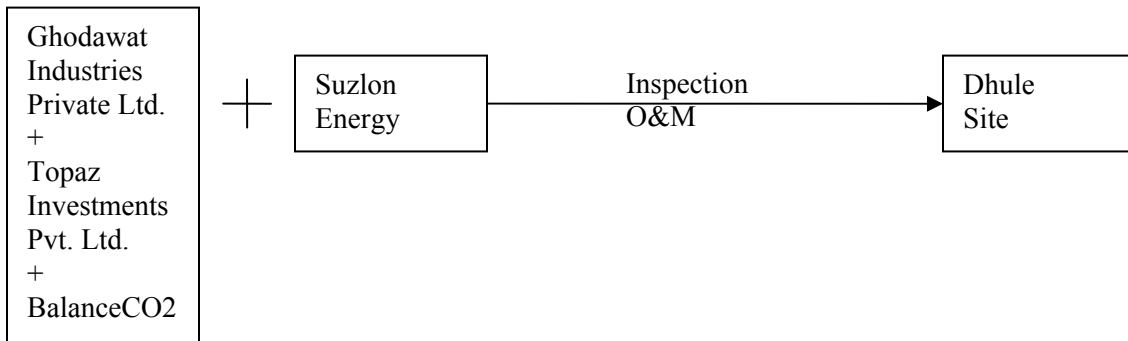 Ghodawat
Industries
Private Ltd.
+
Topaz
Investments
Pvt. Ltd.
+
BalanceCO2
+
Suzlon
Energy
Inspection
O&M
Dhule
Site